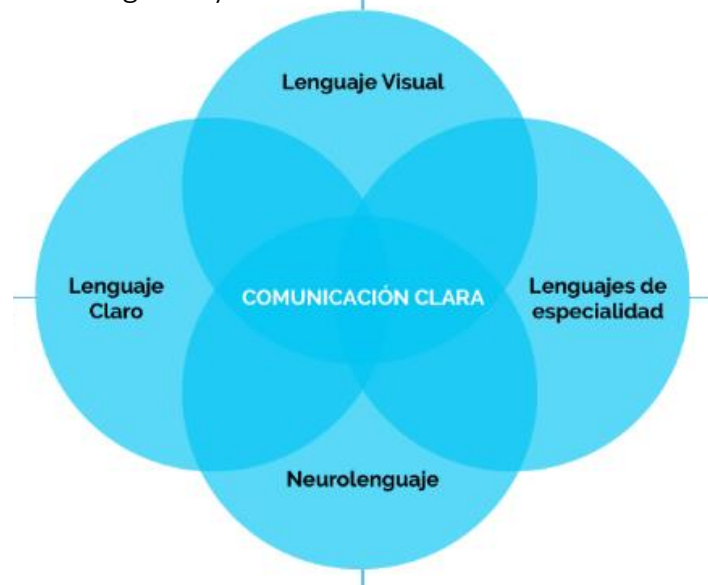 Lenguaje Visual
Lenguaje
Claro
COMUNICACIÓN CLARA
Lenguajes de
especialidad
Neurolenguaje